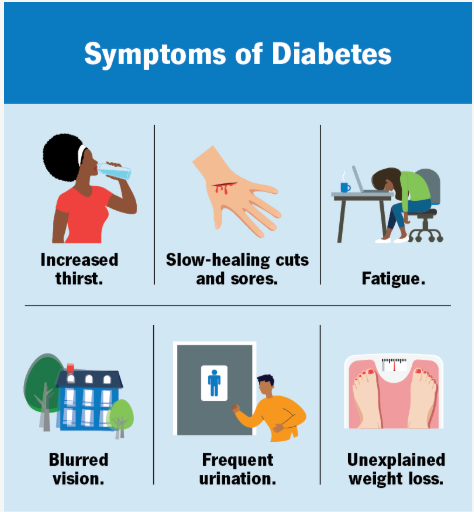 Symptoms of Diabetes
Increased
thirst.
Slow-healing cuts
and sores.
Fatigue.
Blurred
vision.
Frequent
urination.
Unexplained
weight loss.